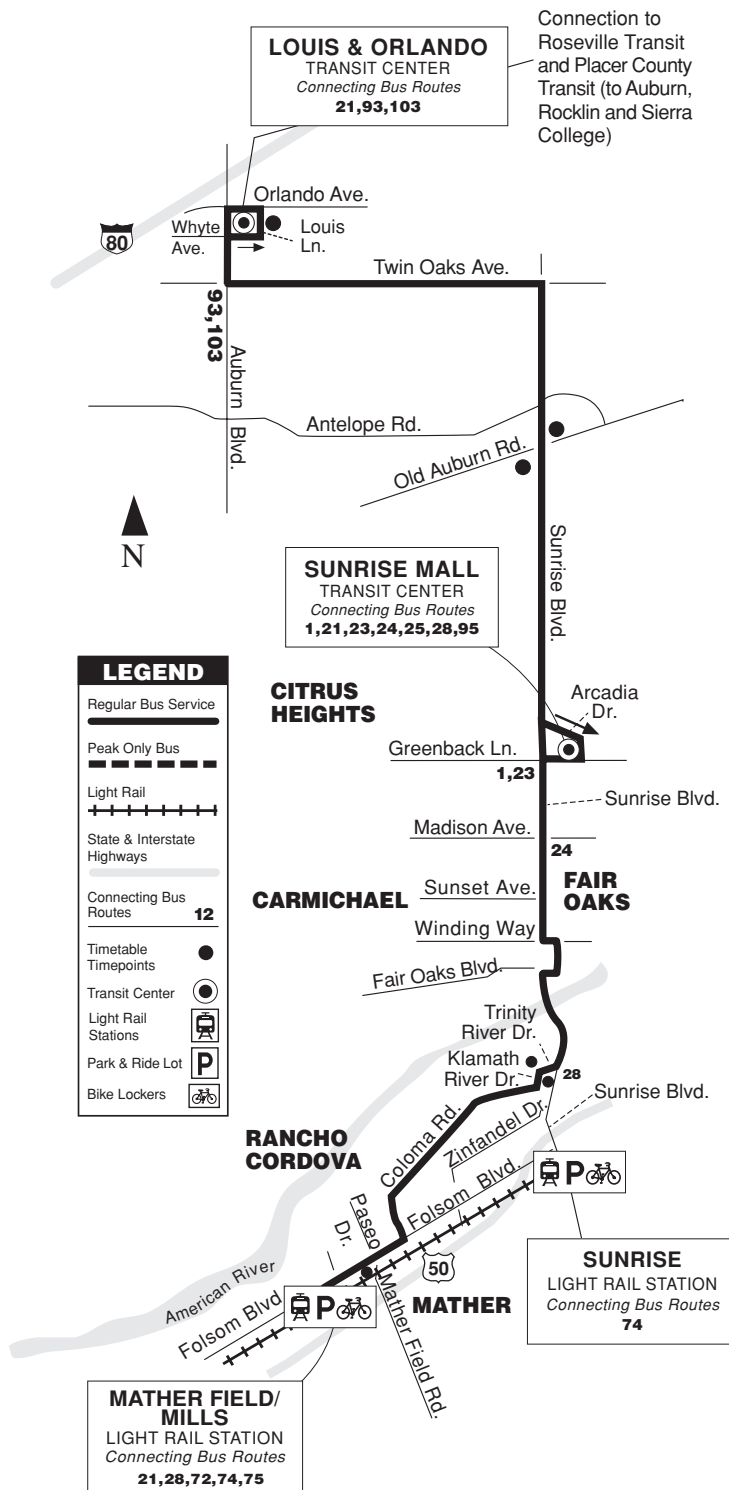 Connection to
Roseville Transit
and Placer County
Transit (to Auburn,
Rocklin and Sierra
College)
LOUIS & ORLANDO
TRANSIT CENTER
Connecting Bus Routes
21,93,103
80
Orlando Ave.
Whyte
Ave.
Louis
Ln.
Twin Oaks Ave.
93,103
Auburn
Blvd.
Antelope Rd.
Old Auburn Rd.
N
Sunrise Blvd.
SUNRISE MALL
TRANSIT CENTER
Connecting Bus Routes
1,21,23,24,25,28,95
LEGEND
Regular Bus Service
Peak Only Bus
Light Rail
State & Interstate
Highways
Connecting Bus
Routes 12
Timetable
Timepoints
Transit Center
Light Rail
Stations
Park & Ride Lot P
Bike Lockers
CITRUS
HEIGHTS
Arcadia
Dr.
Greenback Ln.
1,23
Sunrise Blvd.
Madison Ave.
24
CARMICHAEL
Sunset Ave.
FAIR
OAKS
Winding Way
Fair Oaks Blvd.
Trinity
River Dr.
Klamath
River Dr.
28
Sunrise Blvd.
Zinfandel Dr.
Coloma Rd.
RANCHO
CORDOVA
Folsom Blvd.
P
Paseo
Dr.
50
American River
Folsom Blvd
P
MATHER
Mather Field Rd.
SUNRISE
LIGHT RAIL STATION
Connecting Bus Routes
74
MATHER FIELD/
MILLS
LIGHT RAIL STATION
Connecting Bus Routes
21,28,72,74,75